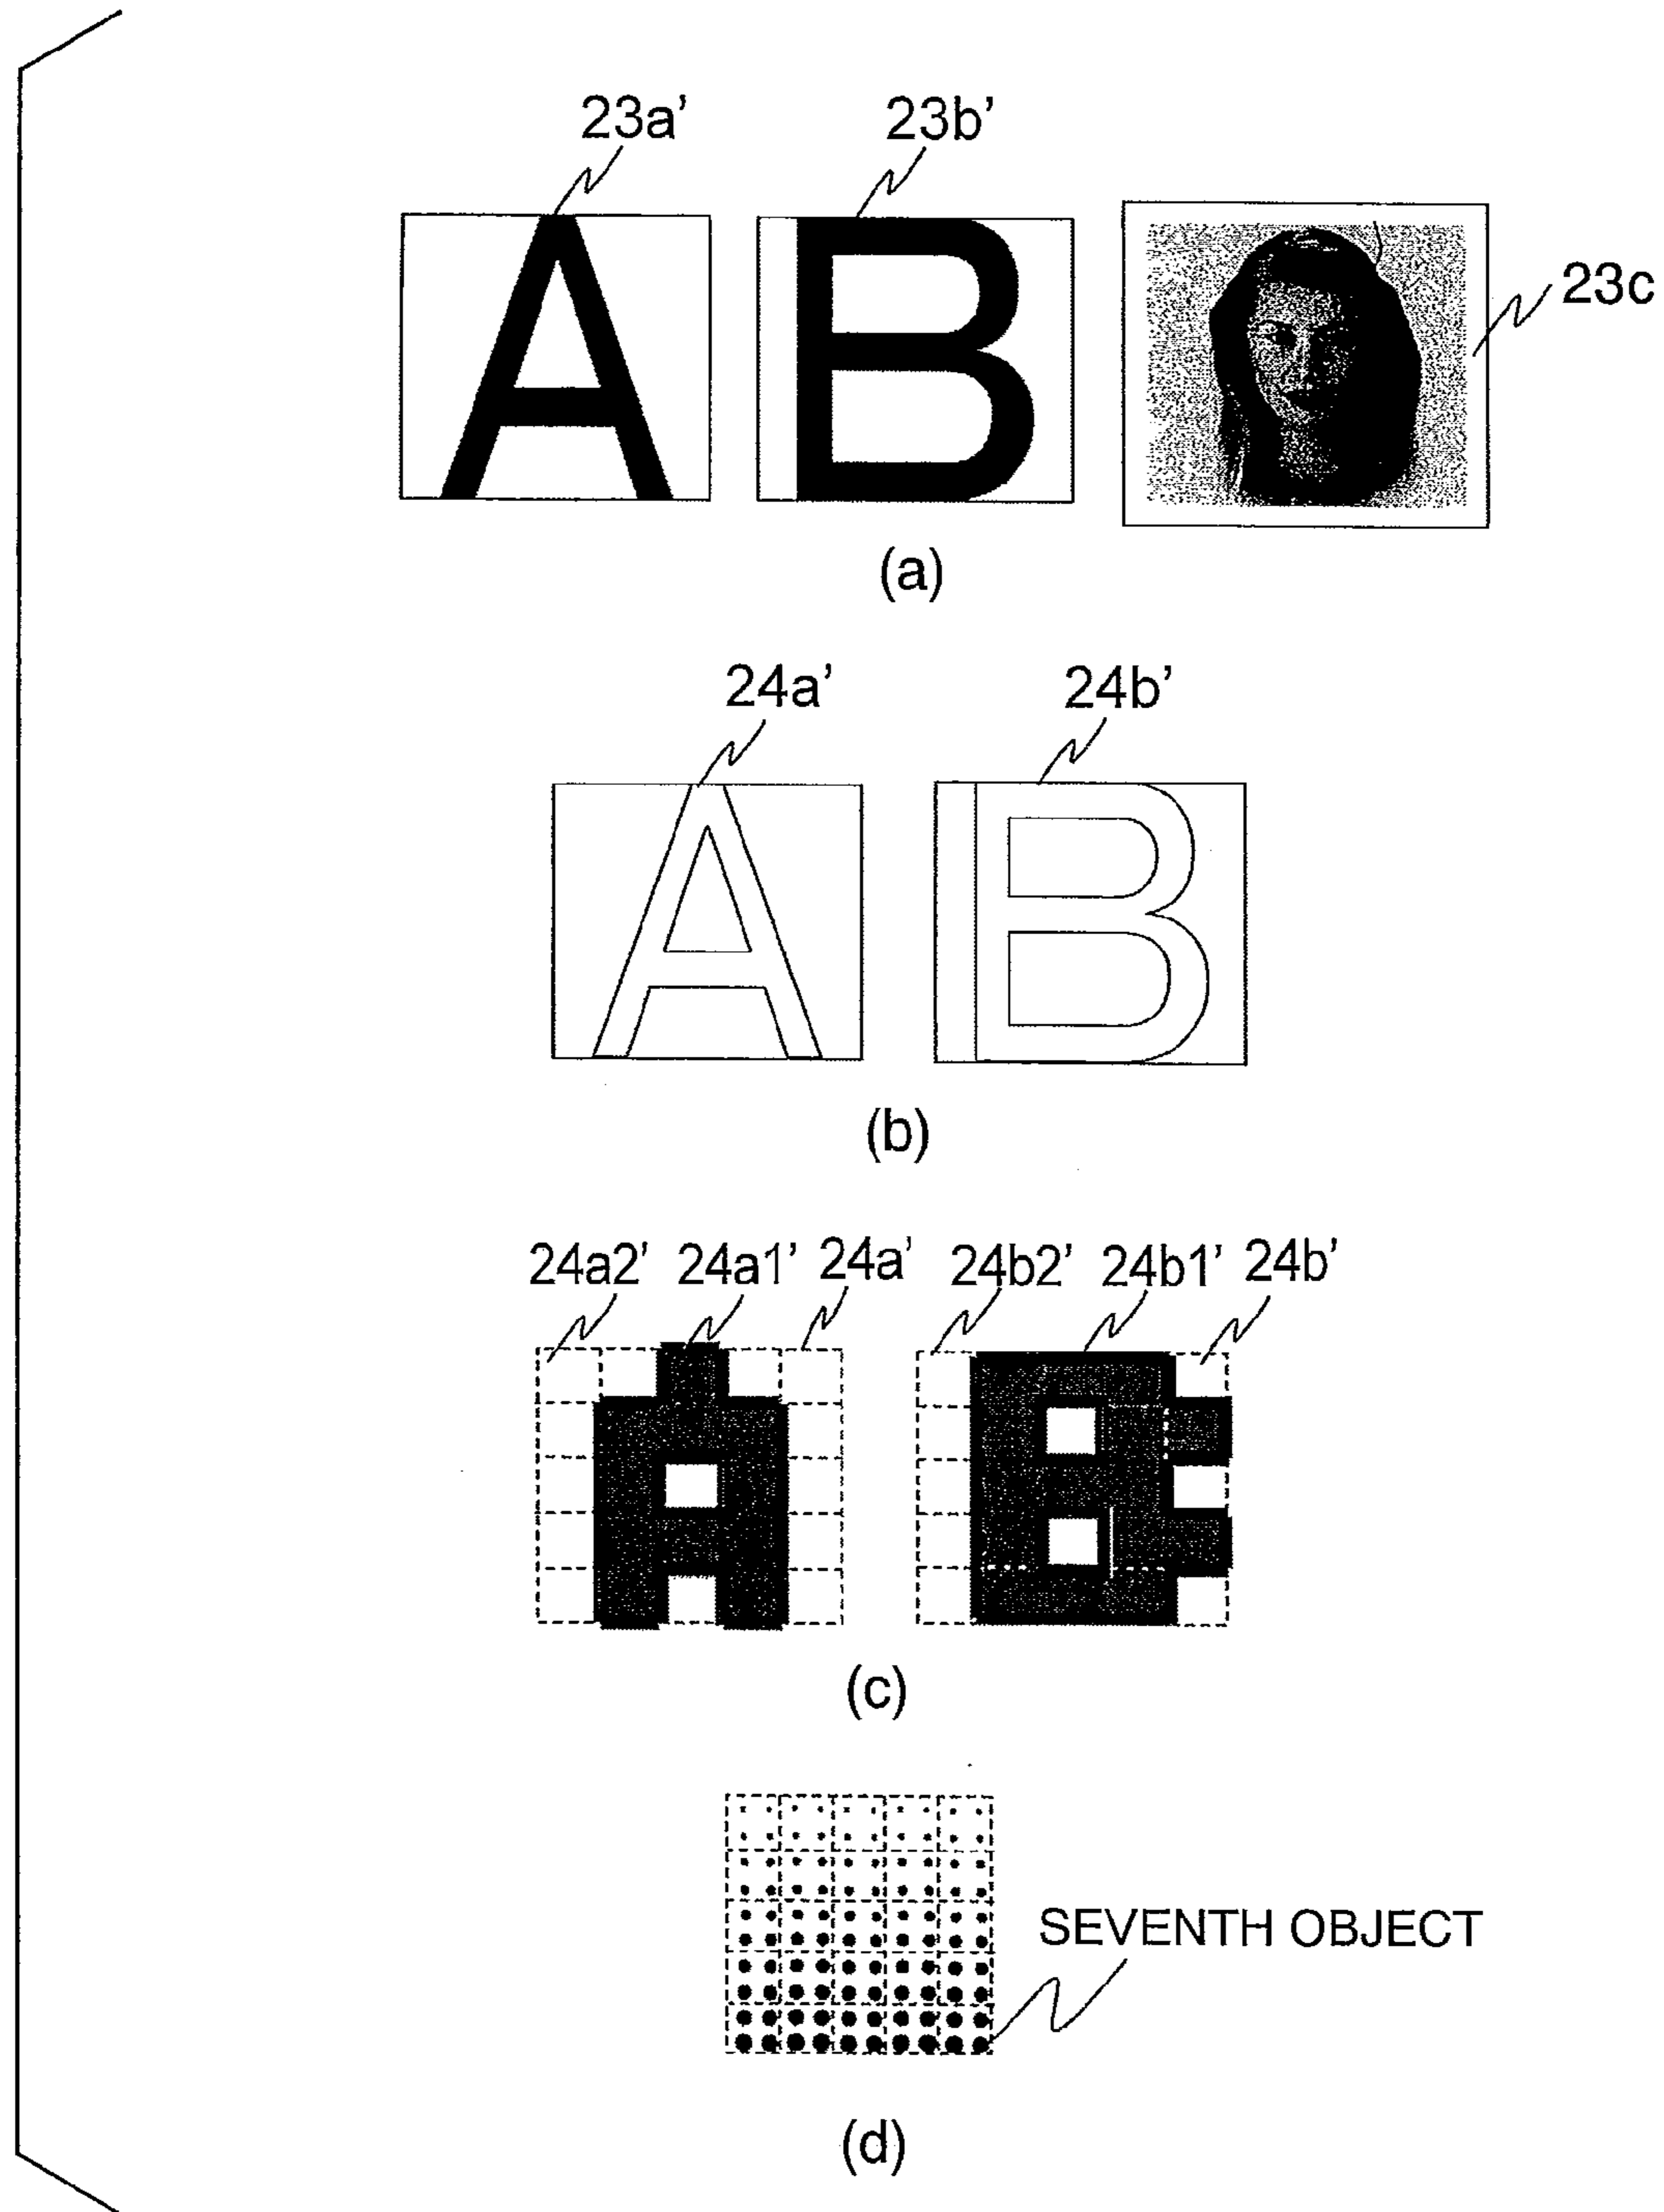 23a’ 23b’
A B 23c
(a)
24a’ 24b’
A B
(b)
24a2’ 24a1’ 24a’ 24b2’ 24b1’ 24b’
A B
(c)
SEVENTH OBJECT
(d)